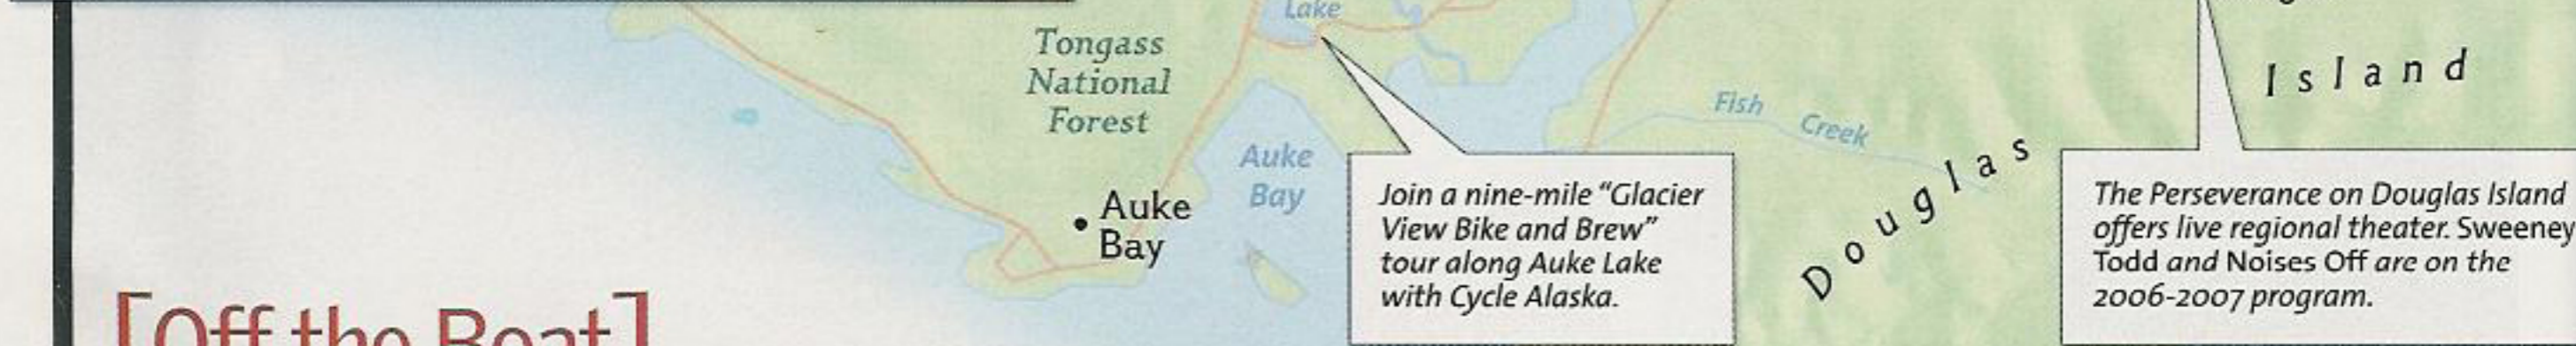 Lake
Tongass
National
Forest
Auke
Bay
Auke
Bay
Fish Creek
Douglas
Island
Join a nine-mile “Glacier
View Bike and Brew”
tour along Auke Lake
with Cycle Alaska.
The Perseverance on Douglas Island
offers live regional theater. Sweeney
Todd and Noises Off are on the
2006-2007 program.
[Off the Boat]